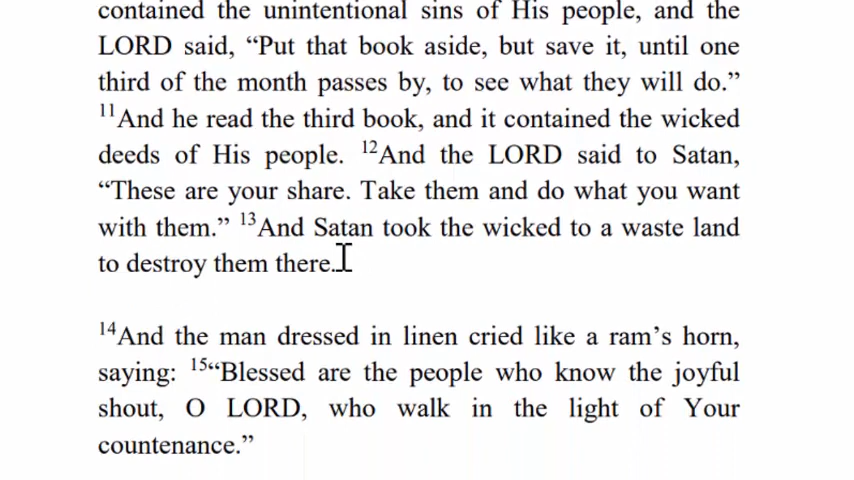 contained the unintentional sins of His people, and the
LORD said, “Put that book aside, but save it, until one
third of the month passes by, to see what they will do.”
11And he read the third book, and it contained the wicked
deeds of His people. 12And the LORD said to Satan,
“These are your share. Take them and do what you want
with them.” 13And Satan took the wicked to a waste land
to destroy them there.
14And the man dressed in linen cried like a ram’s horn,
saying: 15“Blessed are the people who know the joyful
shout, O LORD, who walk in the light of Your
countenance.”